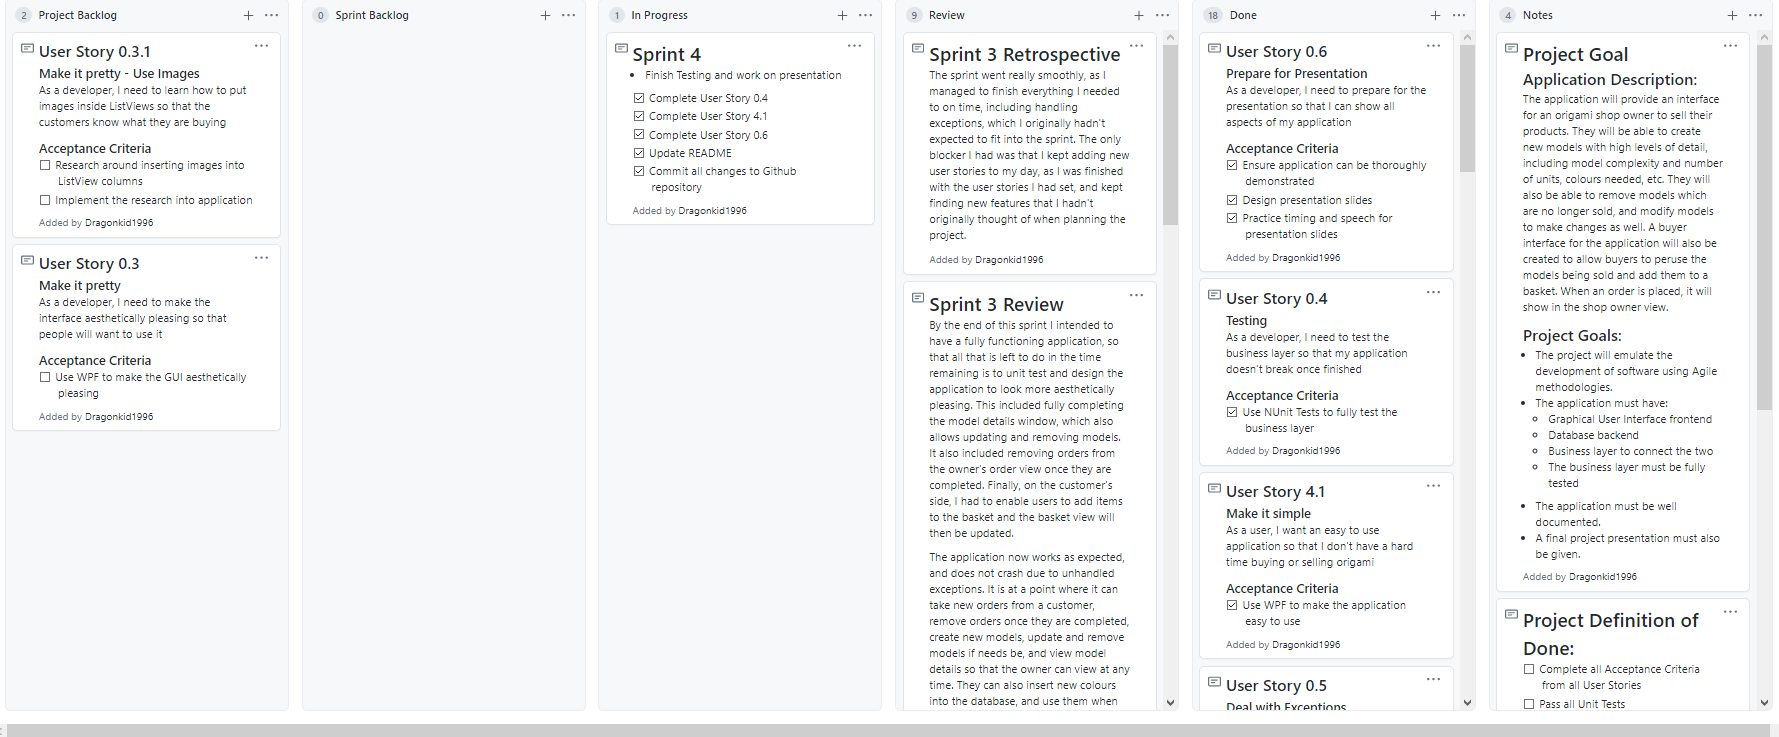 2 Project Backlog
User Story 0.3.1
Make it pretty - Use Images
As a developer, I need to learn how to put
images inside ListViews so that the
customers know what they are buying
Acceptance Criteria
Research around inserting images into
ListView columns
Implement the research into application
Added by Dragonkid1996
User Story 0.3
Make it pretty
As a developer, I need to make the
interface aesthetically pleasing so that
people will want to use it
Acceptance Criteria
Use WPF to make the GUI aesthetically
pleasing
Added by Dragonkid1996
0 Sprint Backlog
1 In Progress
Sprint 4
Finish Testing and work on presentation
Complete User Story 0.4
Complete User Story 4.1
Complete User Story 0.6
Update README
Commit all changes to Github
repository
Added by Dragonkid1996
9 Review
Sprint 3 Retrospective
The sprint went really smoothly, as I
managed to finish everything I needed
to on time, including handling
exceptions, which I originally hadn't
expected to fit into the sprint. The only
blocker I had was that I kept adding new
user stories to my day, as I was finished
with the user stories I had set, and kept
finding new features that I hadn't
originally thought of when planning the
project.
Added by Dragonkid1996
Sprint 3 Review
By the end of this sprint I intended to
have a fully functioning application, so
that all that is left to do in the time
remaining is to unit test and design the
application to look more aesthetically
pleasing. This included fully completing
the model details window, which also
allows updating and removing models.
It also included removing orders from
the owner's order view once they are
completed. Finally, on the customer's
side, I had to enable users to add items
to the basket and the basket view will
then be updated.
The application now works as expected,
and does not crash due to unhandled
exceptions. It is at a point where it can
take new orders from a customer,
remove orders once they are completed,
create new models, update and remove
models if needs be, and view model
details so that the owner can view at any
time. They can also insert new colours
into the database, and use them when
18 Done
User Story 0.6
Prepare for Presentation
As a developer, I need to prepare for the
presentation so that I can show all
aspects of my application
Acceptance Criteria
Ensure application can be thoroughly
demonstrated
Design presentation slides
Practice timing and speech for
presentation slides
Added by Dragonkid1996
User Story 0.4
Testing
As a developer, I need to test the
business layer so that my application
doesn't break once finished
Acceptance Criteria
Use NUnit Tests to fully test the
business layer
Added by Dragonkid1996
User Story 4.1
Make it simple
As a user, I want an easy to use
application so that I don't have a hard
time buying or selling origami
Acceptance Criteria
Use WPF to make the application
easy to use
Added by Dragonkid1996
User Story 0.5
Deal with Exceptions
4 Notes
Project Goal
Application Description:
The application will provide an interface
for an origami shop owner to sell their
products. They will be able to create
new models with high levels of detail,
including model complexity and number
of units, colours needed, etc. They will
also be able to remove models which
are no longer sold, and modify models
to make changes as well. A buyer
interface for the application will also be
created to allow buyers to peruse the
models being sold and add them to a
basket. When an order is placed, it will
show in the shop owner view.
Project Goals:
The project will emulate the
development of software using Agile
methodologies.
The application must have:
Graphical User Interface frontend
Database backend
Business layer to connect the two
The business layer must be fully
tested
The application must be well
documented.
A final project presentation must also
be given.
Added by Dragonkid1996
Project Definition of
Done:
Complete all Acceptance Criteria
from all User Stories
Pass all Unit Tests